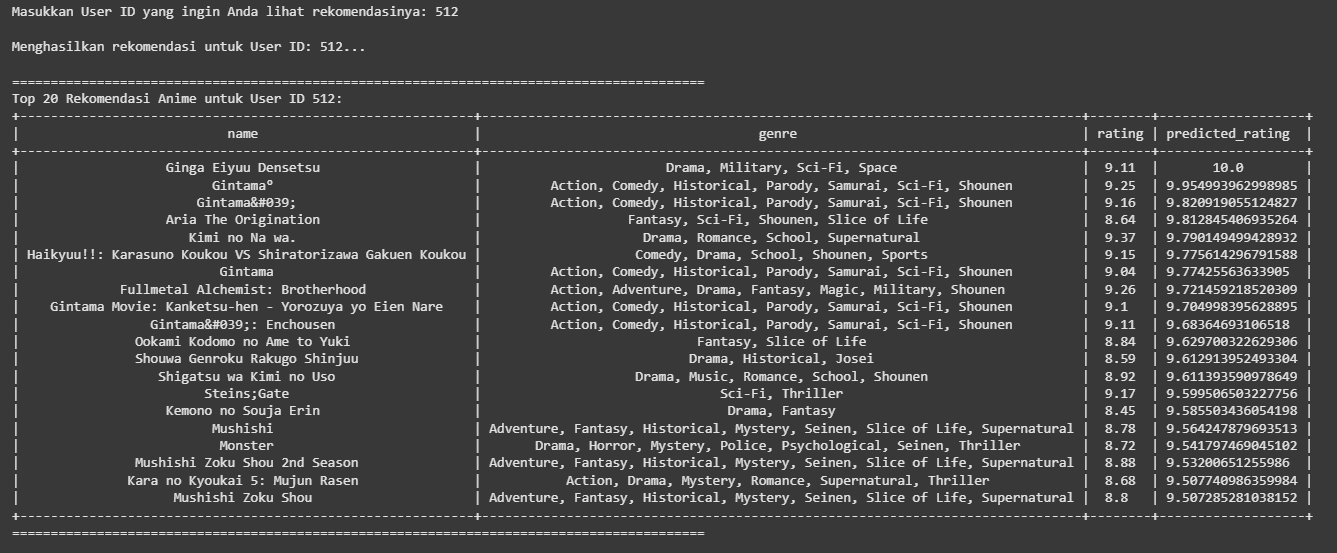 Masukkan User ID yang ingin Anda lihat rekomendasinya: 512
Menghasilkan rekomendasi untuk User ID: 512...
Top 20 Rekomendasi Anime untuk User ID 512:
| name | genre | rating | predicted_rating |
| Ginga Eiyuu Densetsu | Drama, Military, Sci-Fi, Space | 9.11 | 10.0 |
| Gintama° | Action, Comedy, Historical, Parody, Samurai, Sci-Fi, Shounen | 9.25 | 9.954993962998985 |
| Gintama&#039; | Action, Comedy, Historical, Parody, Samurai, Sci-Fi, Shounen | 9.16 | 9.820919055124827 |
| Aria The Origination | Fantasy, Sci-Fi, Shounen, Slice of Life | 8.64 | 9.812845406935264 |
| Kimi no Na wa. | Drama, Romance, School, Supernatural | 9.37 | 9.790149499428932 |
| Haikyuu!!: Karasuno Koukou VS Shiratorizawa Gakuen Koukou | Comedy, Drama, School, Shounen, Sports | 9.15 | 9.775614296791588 |
| Gintama | Action, Comedy, Historical, Parody, Samurai, Sci-Fi, Shounen | 9.04 | 9.77425563633905 |
| Fullmetal Alchemist: Brotherhood | Action, Adventure, Drama, Fantasy, Magic, Military, Shounen | 9.26 | 9.721459218520309 |
| Gintama Movie: Kanketsu-hen - Yorozuya yo Eien Nare | Action, Comedy, Historical, Parody, Samurai, Sci-Fi, Shounen | 9.1 | 9.704998395628895 |
| Gintama&#039;: Enchousen | Action, Comedy, Historical, Parody, Samurai, Sci-Fi, Shounen | 9.11 | 9.68364693106518 |
| Ookami Kodomo no Ame to Yuki | Fantasy, Slice of Life | 8.84 | 9.629700322629306 |
| Shouwa Genroku Rakugo Shinjuu | Drama, Historical, Josei | 8.59 | 9.612913952493304 |
| Shigatsu wa Kimi no Uso | Drama, Music, Romance, School, Shounen | 8.92 | 9.611393590978649 |
| Steins;Gate | Sci-Fi, Thriller | 9.17 | 9.599506503227756 |
| Kemono no Souja Erin | Drama, Fantasy | 8.45 | 9.585503436054198 |
| Mushishi | Adventure, Fantasy, Historical, Mystery, Seinen, Slice of Life, Supernatural | 8.78 | 9.564247879693513 |
| Monster | Drama, Horror, Mystery, Police, Psychological, Seinen, Thriller | 8.72 | 9.541797469045102 |
| Mushishi Zoku Shou 2nd Season | Adventure, Fantasy, Historical, Mystery, Seinen, Slice of Life, Supernatural | 8.88 | 9.53200651255986 |
| Kara no Kyoukai 5: Mujun Rasen | Action, Drama, Mystery, Romance, Supernatural, Thriller | 8.68 | 9.507740986359984 |
| Mushishi Zoku Shou | Adventure, Fantasy, Historical, Mystery, Seinen, Slice of Life, Supernatural | 8.8 | 9.507285281038152 |